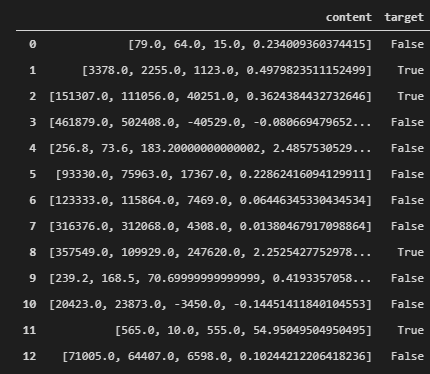 content target
0 [79.0, 64.0, 15.0, 0.234009360374415] False
1 [3378.0, 2255.0, 1123.0, 0.4979823511152499] True
2 [151307.0, 111056.0, 40251.0, 0.3624384432732646] True
3 [461879.0, 502408.0, -40529.0, -0.080669479652... False
4 [256.8, 73.6, 183.20000000000002, 2.4857530529... False
5 [93330.0, 75963.0, 17367.0, 0.22862416094129911] False
6 [123333.0, 115864.0, 7469.0, 0.06446345330434534] False
7 [316376.0, 312068.0, 4308.0, 0.01380467917098864] False
8 [357549.0, 109929.0, 247620.0, 2.2525427752978... True
9 [239.2, 168.5, 70.69999999999999, 0.4193357058... False
10 [20423.0, 23873.0, -3450.0, -0.14451411840104553] False
11 [565.0, 10.0, 555.0, 54.95049504950495] True
12 [71005.0, 64407.0, 6598.0, 0.10244212206418236] False